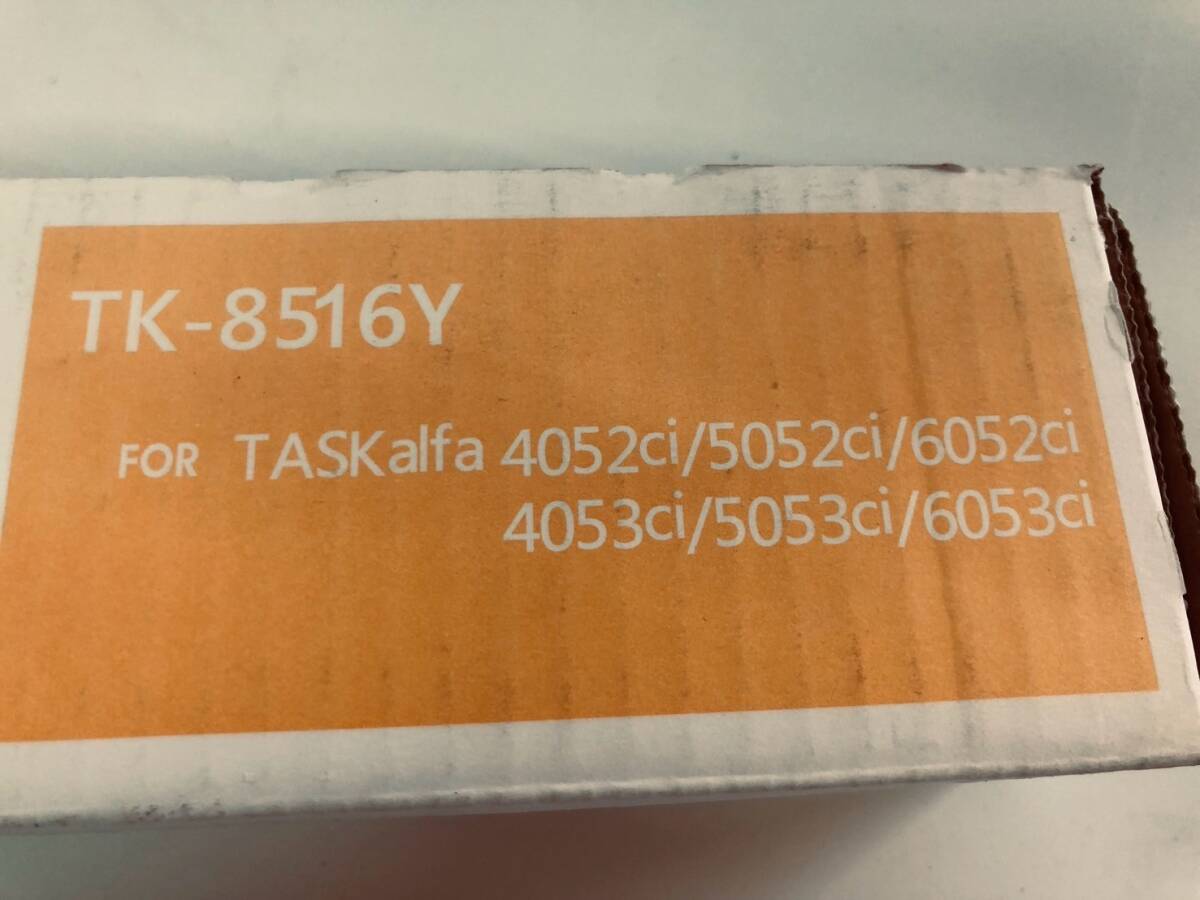 TK-8516Y
FOR TASKalfa 4052ci/5052ci/6052ci
4053ci/5053ci/6053ci